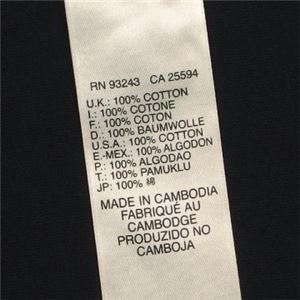 RN 93243 CA 25594
U.K.: 100% COTTON
I.: 100% COTONE
F.: 100% COTON
D.: 100% BAUMWOLLE
U.S.A.: 100% COTTON
E.-MEX.: 100% ALGODON
P.: 100% ALGODAO
T.: 100% PAMUKLU
JP: 100% 綿
MADE IN CAMBODIA
FABRIQUÉ AU
CAMBODGE
PRODUZIDO NO
CAMBOJA